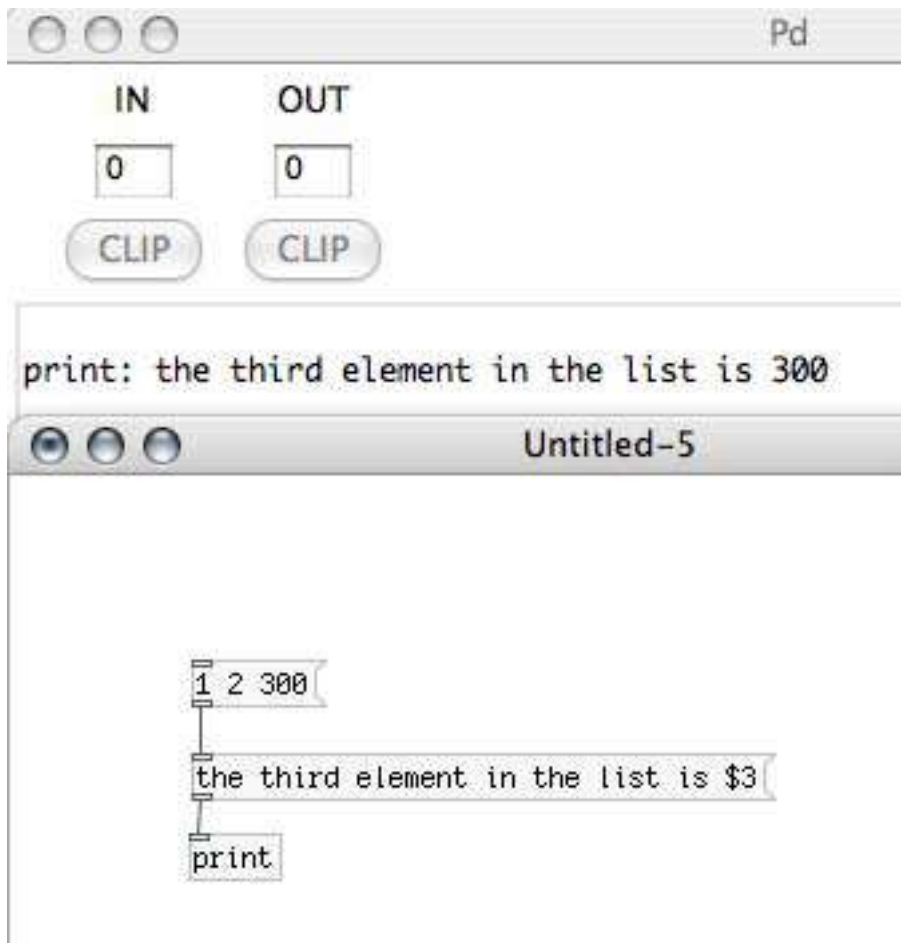 Pd
IN OUT
0 0
CLIP CLIP
print: the third element in the list is 300
Untitled-5
1 2 300
the third element in the list is $3
print